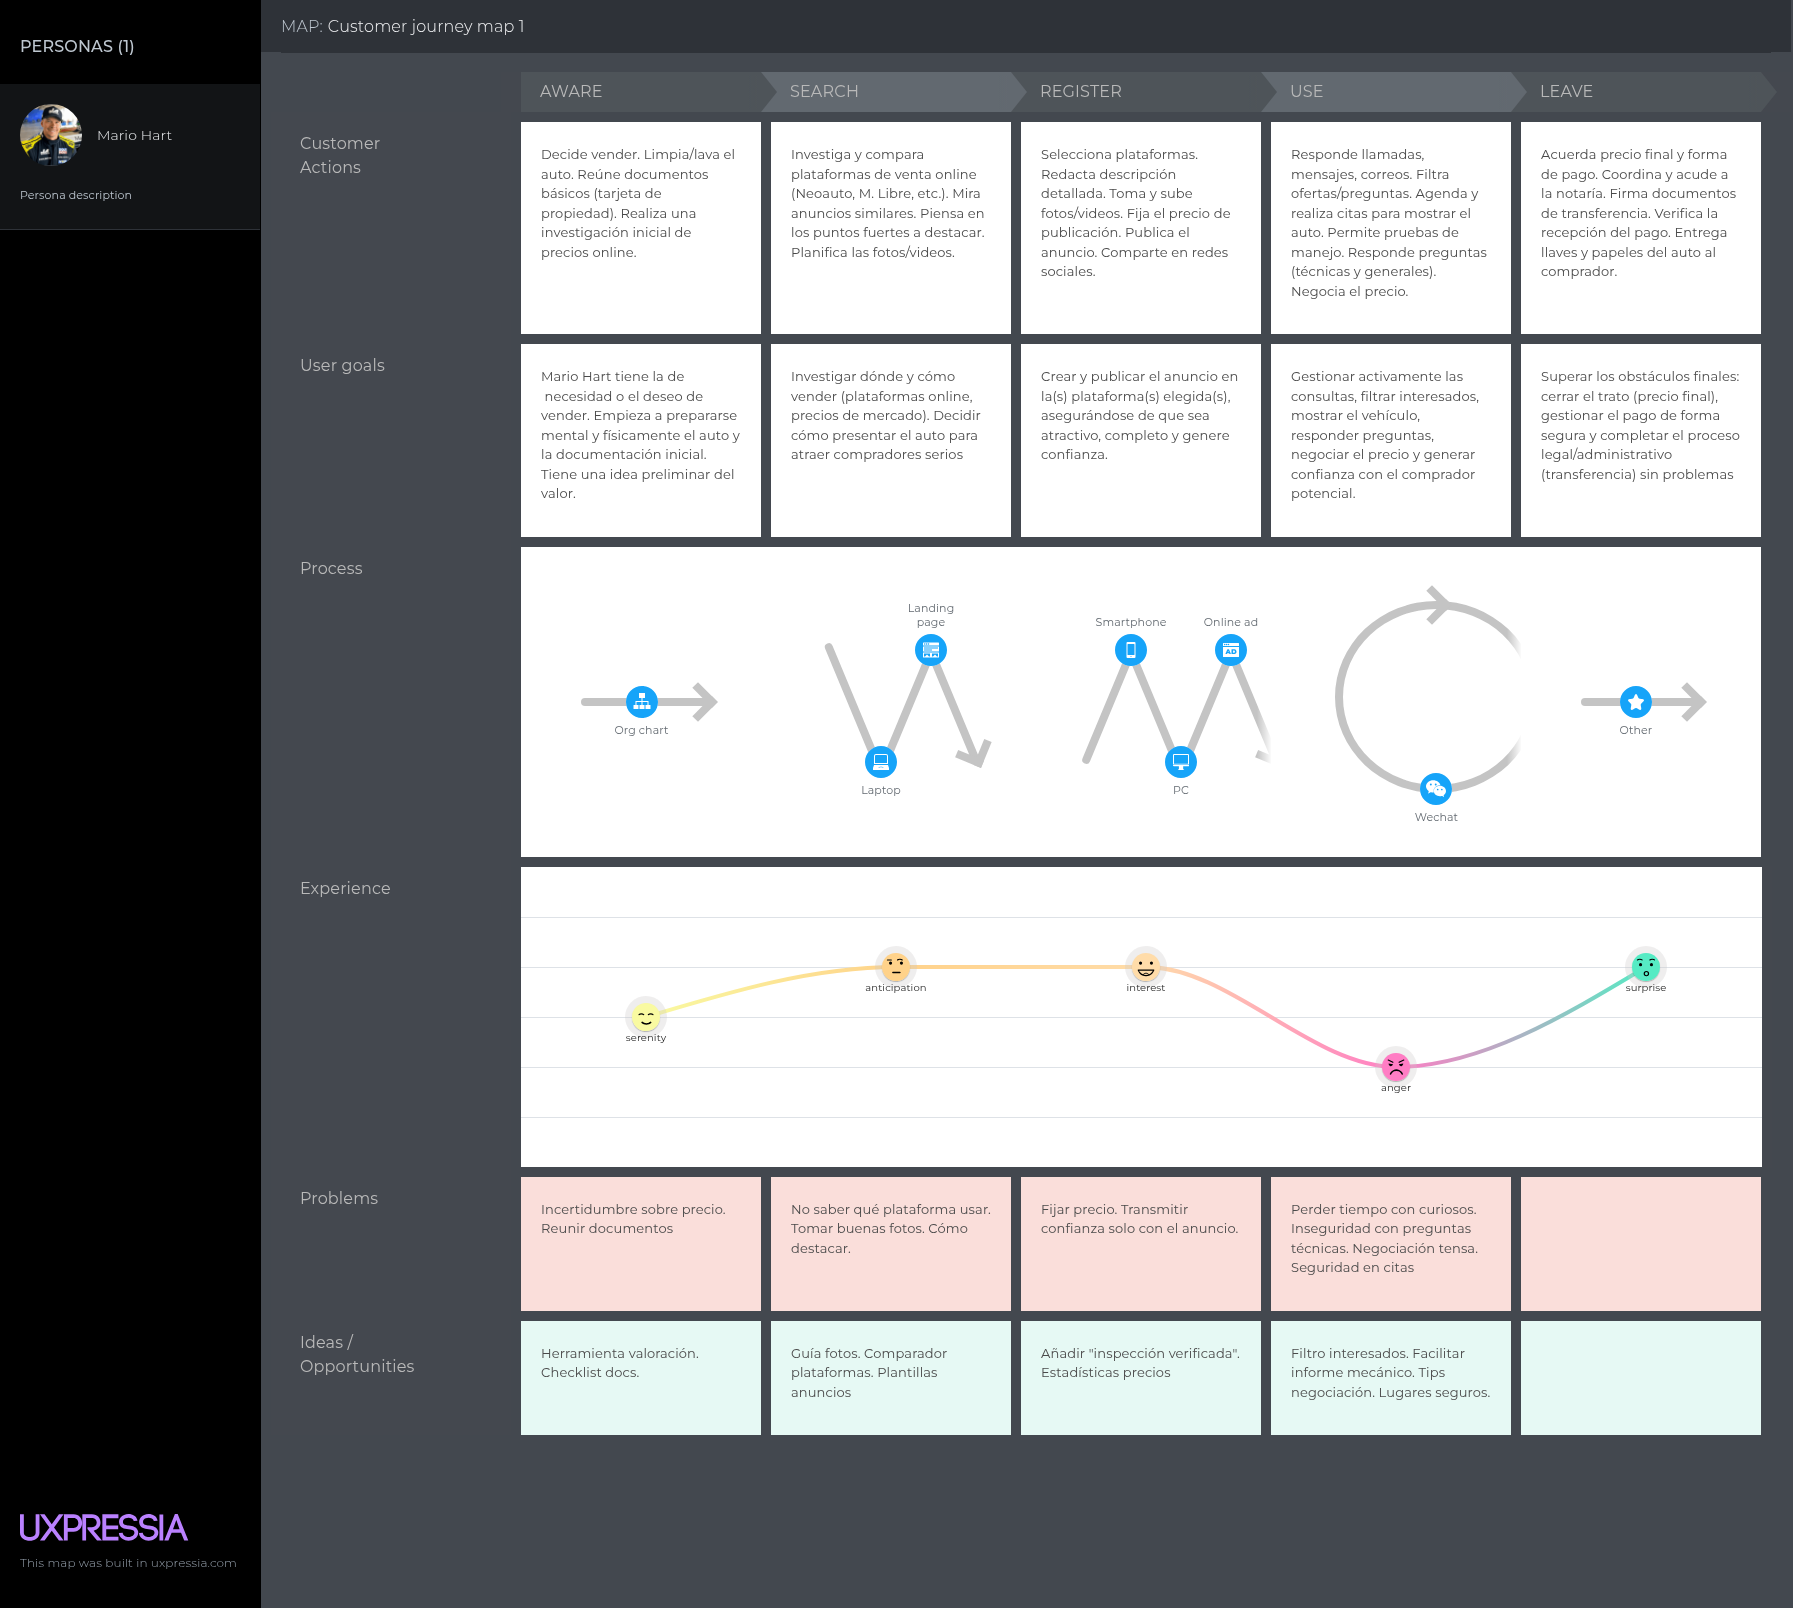 PERSONAS (1)
Mario Hart
Persona description
MAP: Customer journey map 1
AWARE
SEARCH
REGISTER
USE
LEAVE
Customer
Actions
Decide vender. Limpia/lava el
auto. Reúne documentos
básicos (tarjeta de
propiedad). Realiza una
investigación inicial de
precios online.
Investiga y compara
plataformas de venta online
(Neoauto, M. Libre, etc.). Mira
anuncios similares. Piensa en
los puntos fuertes a destacar.
Planifica las fotos/videos.
Selecciona plataformas.
Redacta descripción
detallada. Toma y sube
fotos/videos. Fija el precio de
publicación. Publica el
anuncio. Comparte en redes
sociales.
Responde llamadas,
mensajes, correos. Filtra
ofertas/preguntas. Agenda y
realiza citas para mostrar el
auto. Permite pruebas de
manejo. Responde preguntas
(técnicas y generales).
Negocia el precio.
Acuerda precio final y forma
de pago. Coordina y acude a
la notaría. Firma documentos
de transferencia. Verifica la
recepción del pago. Entrega
llaves y papeles del auto al
comprador.
User goals
Mario Hart tiene la de
necesidad o el deseo de
vender. Empieza a prepararse
mental y físicamente el auto y
la documentación inicial.
Tiene una idea preliminar del
valor.
Investigar dónde y cómo
vender (plataformas online,
precios de mercado). Decidir
cómo presentar el auto para
atraer compradores serios
Crear y publicar el anuncio en
la(s) plataforma(s) elegida(s),
asegurándose de que sea
atractivo, completo y genere
confianza.
Gestionar activamente las
consultas, filtrar interesados,
mostrar el vehículo,
responder preguntas,
negociar el precio y generar
confianza con el comprador
potencial.
Superar los obstáculos finales:
cerrar el trato (precio final),
gestionar el pago de forma
segura y completar el proceso
legal/administrativo
(transferencia) sin problemas
Process
Org chart
Landing
page
Laptop
Smartphone
Online ad
AD
PC
Wechat
Other
Experience
serenity
anticipation
interest
anger
surprise
Problems
Incertidumbre sobre precio.
Reunir documentos
No saber qué plataforma usar.
Tomar buenas fotos. Cómo
destacar.
Fijar precio. Transmitir
confianza solo con el anuncio.
Perder tiempo con curiosos.
Inseguridad con preguntas
técnicas. Negociación tensa.
Seguridad en citas
Ideas /
Opportunities
Herramienta valoración.
Checklist docs.
Guía fotos. Comparador
plataformas. Plantillas
anuncios
Añadir "inspección verificada".
Estadísticas precios
Filtro interesados. Facilitar
informe mecánico. Tips
negociación. Lugares seguros.
UXPRESSIA
This map was built in uxpressia.com